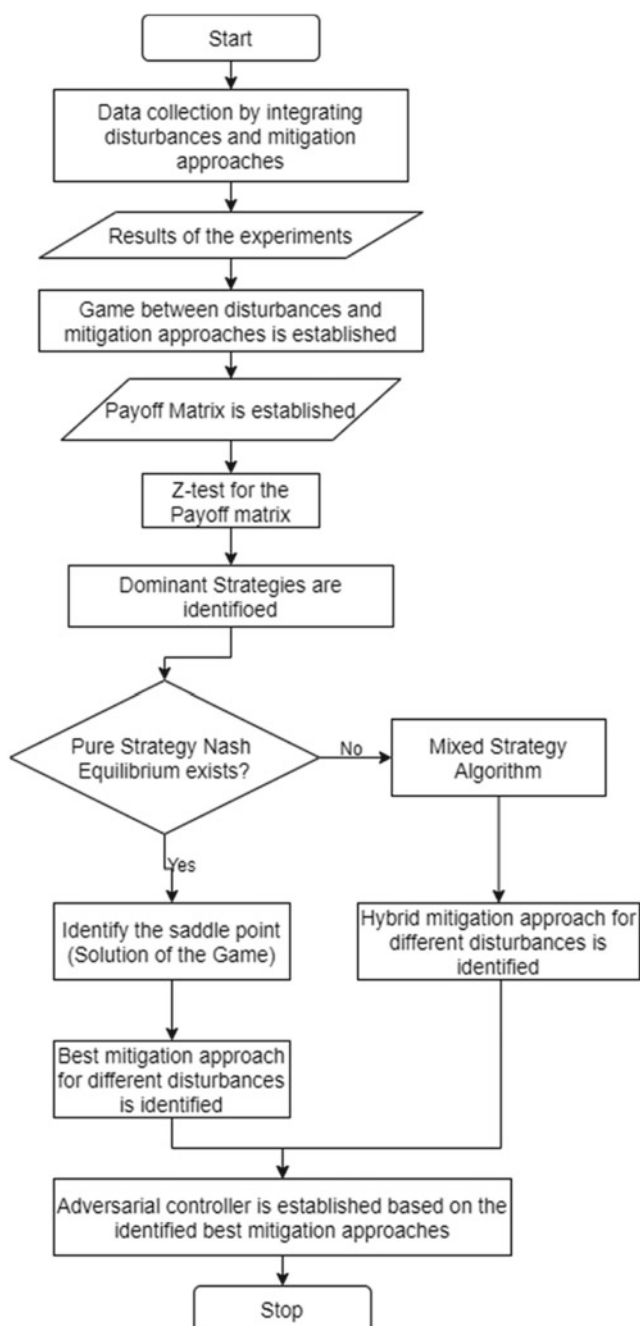 Start
Data collection by integrating
disturbances and mitigation
approaches
Results of the experiments
Game between disturbances and
mitigation approaches is established
Payoff Matrix is established
Z-test for the
Payoff matrix
Dominant Strategies are
identifioed
Pure Strategy Nash
Equilibrium exists?
No
Mixed Strategy
Algorithm
Yes
Identify the saddle point
(Solution of the Game)
Hybrid mitigation approach for
different disturbances is
identified
Best mitigation approach
for different disturbances
is identified
Adversarial controller is established based on the
identified best mitigation approaches
Stop